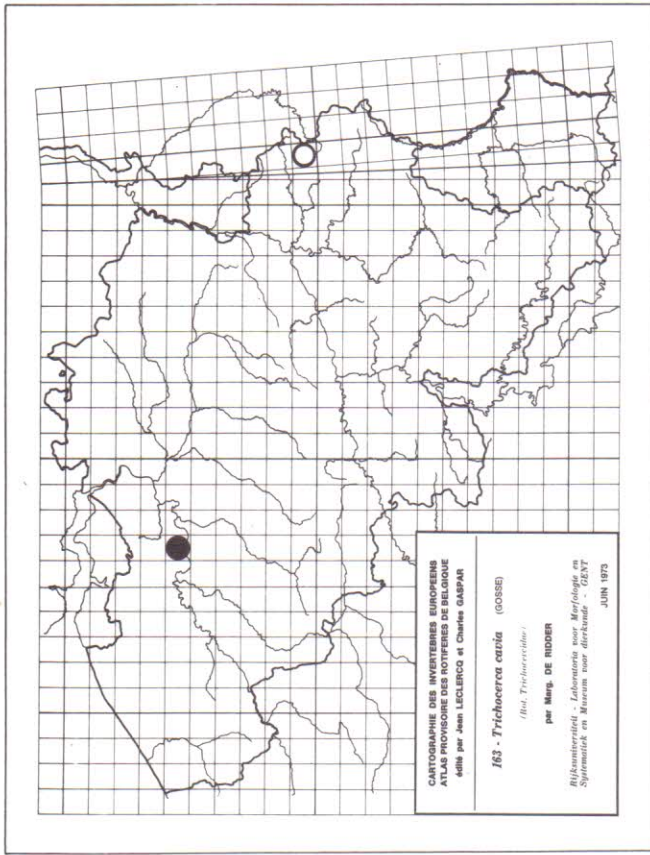 CARTOGRAPHIE DES INVERTEBRES EUROPEENS
ATLAS PROVISOIRE DES ROTIFERES DE BELGIQUE
édité par Jean LECLERCQ et Charles GASPAR
163 - Trichocerca cavia (GOSSE)
(Rot. Trichocercidae)
par Marg. DE RIDDER
Rijksuniversiteit - Laboratoria voor Morfologie en
Systematiek en Museum voor dierkunde - GENT
JUIN 1973